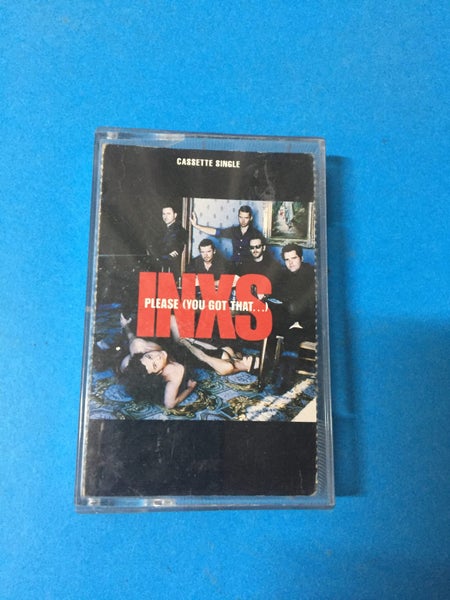 CASSETTE SINGLE
INXS
PLEASE (YOU GOT THAT...)